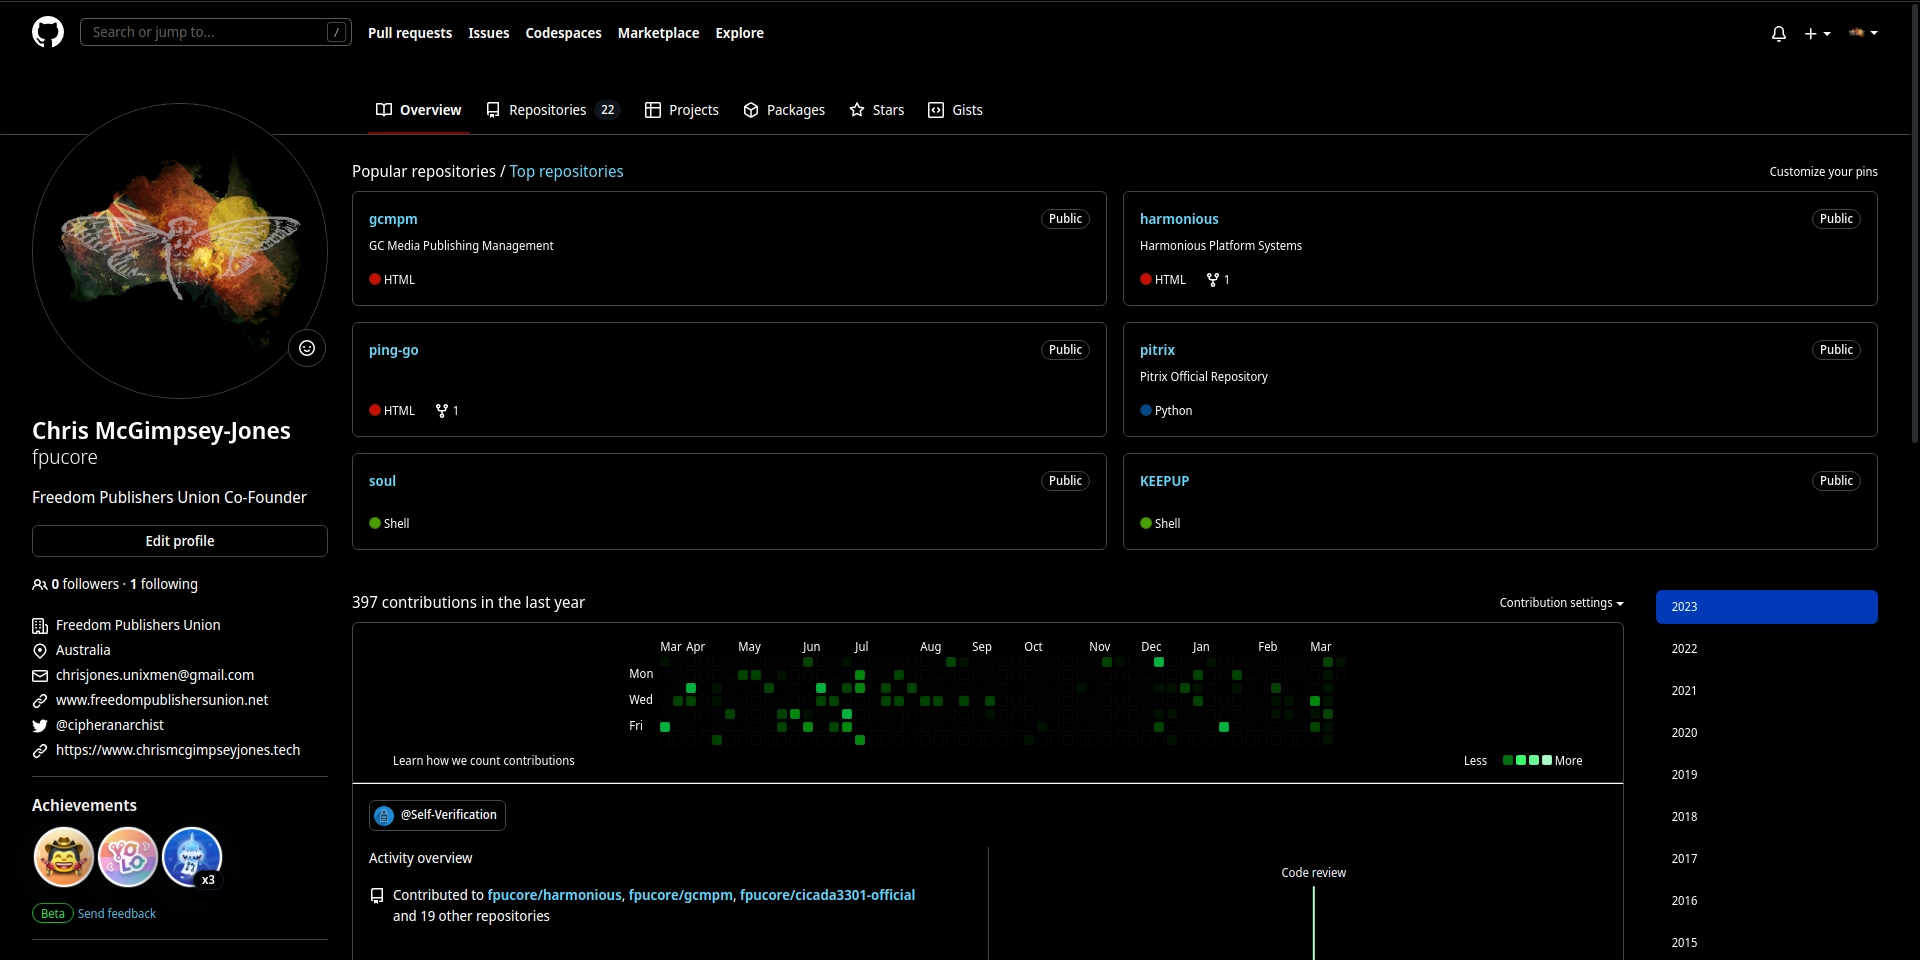 Search or jump to... /
Pull requests Issues Codespaces Marketplace Explore
Overview Repositories 22 Projects Packages Stars Gists
Chris McGimpsey-Jones
fpucore
Freedom Publishers Union Co-Founder
Edit profile
0 followers · 1 following
Freedom Publishers Union
Australia
chrisjones.unixmen@gmail.com
www.freedompublishersunion.net
@cipheranarchist
https://www.chrismcgimpseyjones.tech
Achievements
YOLO
x3
Beta Send feedback
Popular repositories / Top repositories
Customize your pins
gcmpm Public
GC Media Publishing Management
HTML
harmonious Public
Harmonious Platform Systems
HTML 1
ping-go Public
HTML 1
pitrix Public
Pitrix Official Repository
Python
soul Public
Shell
KEEPUP Public
Shell
397 contributions in the last year
Contribution settings
Mar Apr May Jun Jul Aug Sep Oct Nov Dec Jan Feb Mar
Mon
Wed
Fri
Learn how we count contributions
Less More
@Self-Verification
Activity overview
Contributed to fpucore/harmonious, fpucore/gcmpm, fpucore/cicada3301-official
and 19 other repositories
Code review
2023
2022
2021
2020
2019
2018
2017
2016
2015